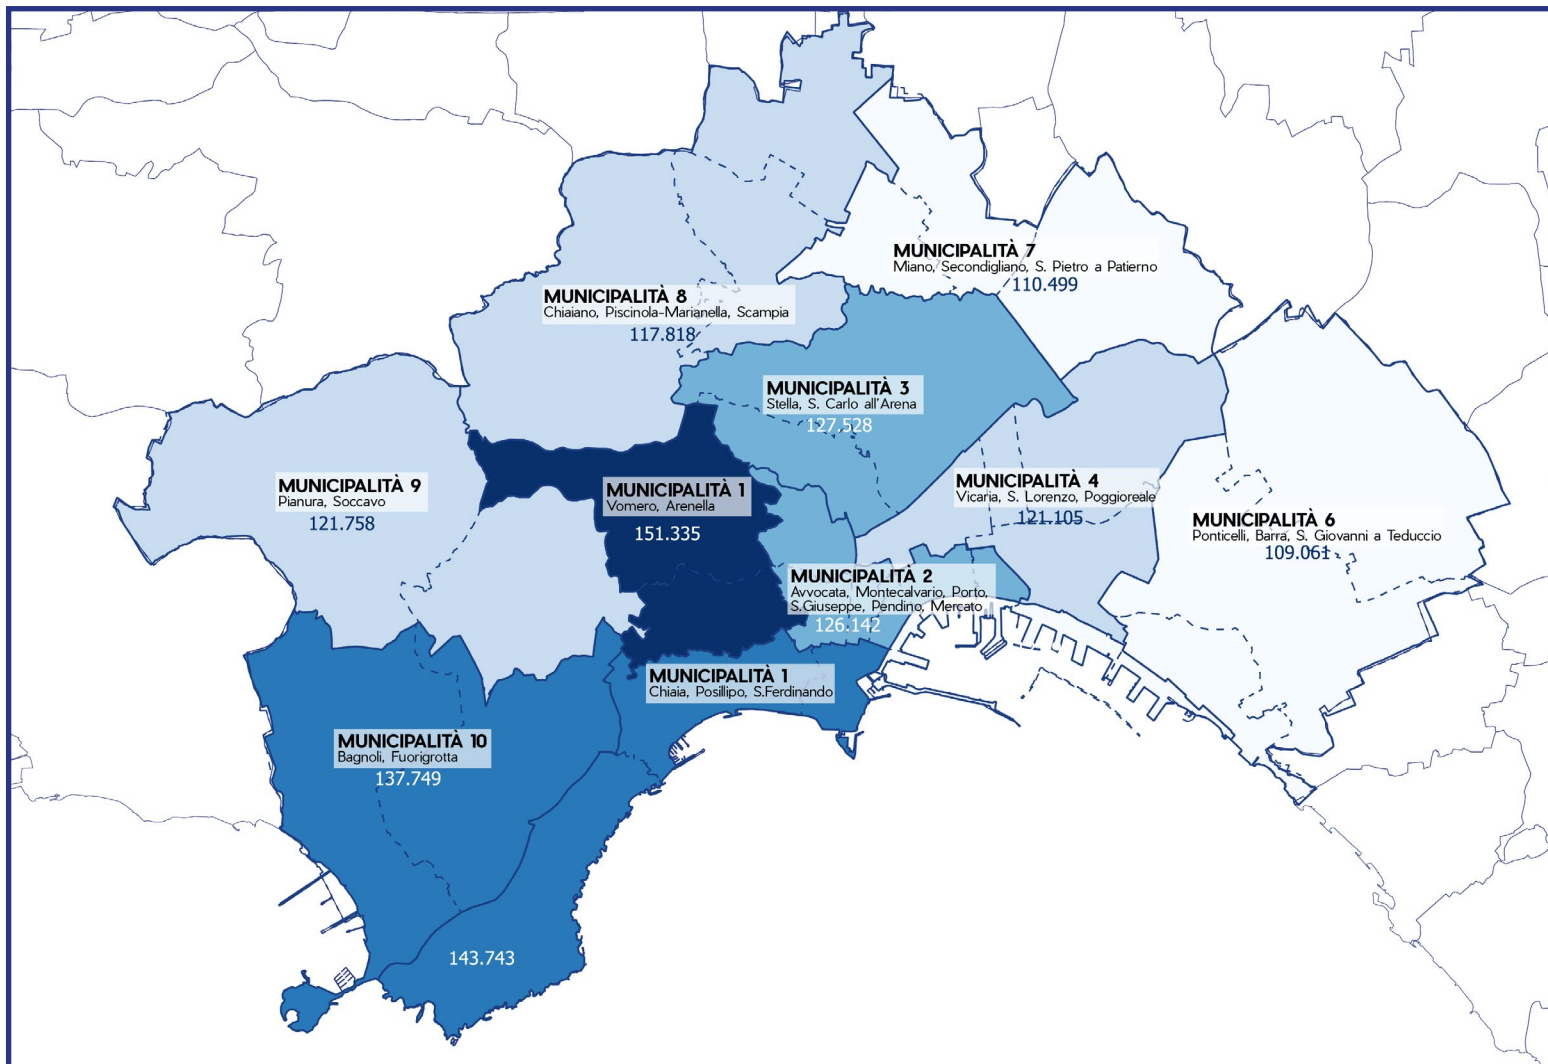 MUNICIPALITÀ 7
Miano, Secondigliano, S. Pietro a Patierno
110.499
MUNICIPALITÀ 8
Chiaiano, Piscinola-Marianella, Scampia
117.818
MUNICIPALITÀ 3
Stella, S. Carlo all'Arena
127.528
MUNICIPALITÀ 9
Pianura, Soccavo
121.758
MUNICIPALITÀ 1
Vomero, Arenella
151.335
MUNICIPALITÀ 4
Vicaria, S. Lorenzo, Poggioreale
121.105
MUNICIPALITÀ 6
Ponticelli, Barra, S. Giovanni a Teduccio
109.061
MUNICIPALITÀ 2
Avvocata, Montecalvario, Porto,
S.Giuseppe, Pendino, Mercato
126.142
MUNICIPALITÀ 1
Chiaia, Posillipo, S.Ferdinando
MUNICIPALITÀ 10
Bagnoli, Fuorigrotta
137.749
143.743